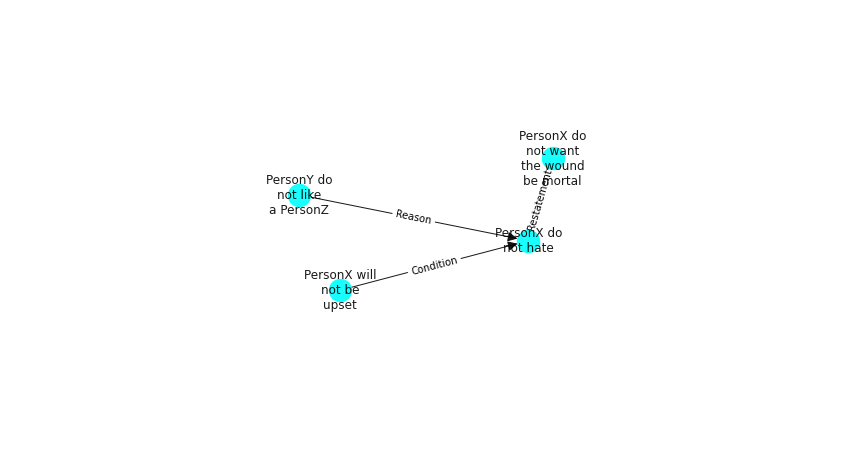 PersonX do
not want
the wound
be mortal
Restatement
PersonY do
not like
a PersonZ
Reason
PersonX do
not hate
Condition
PersonX will
not be
upset